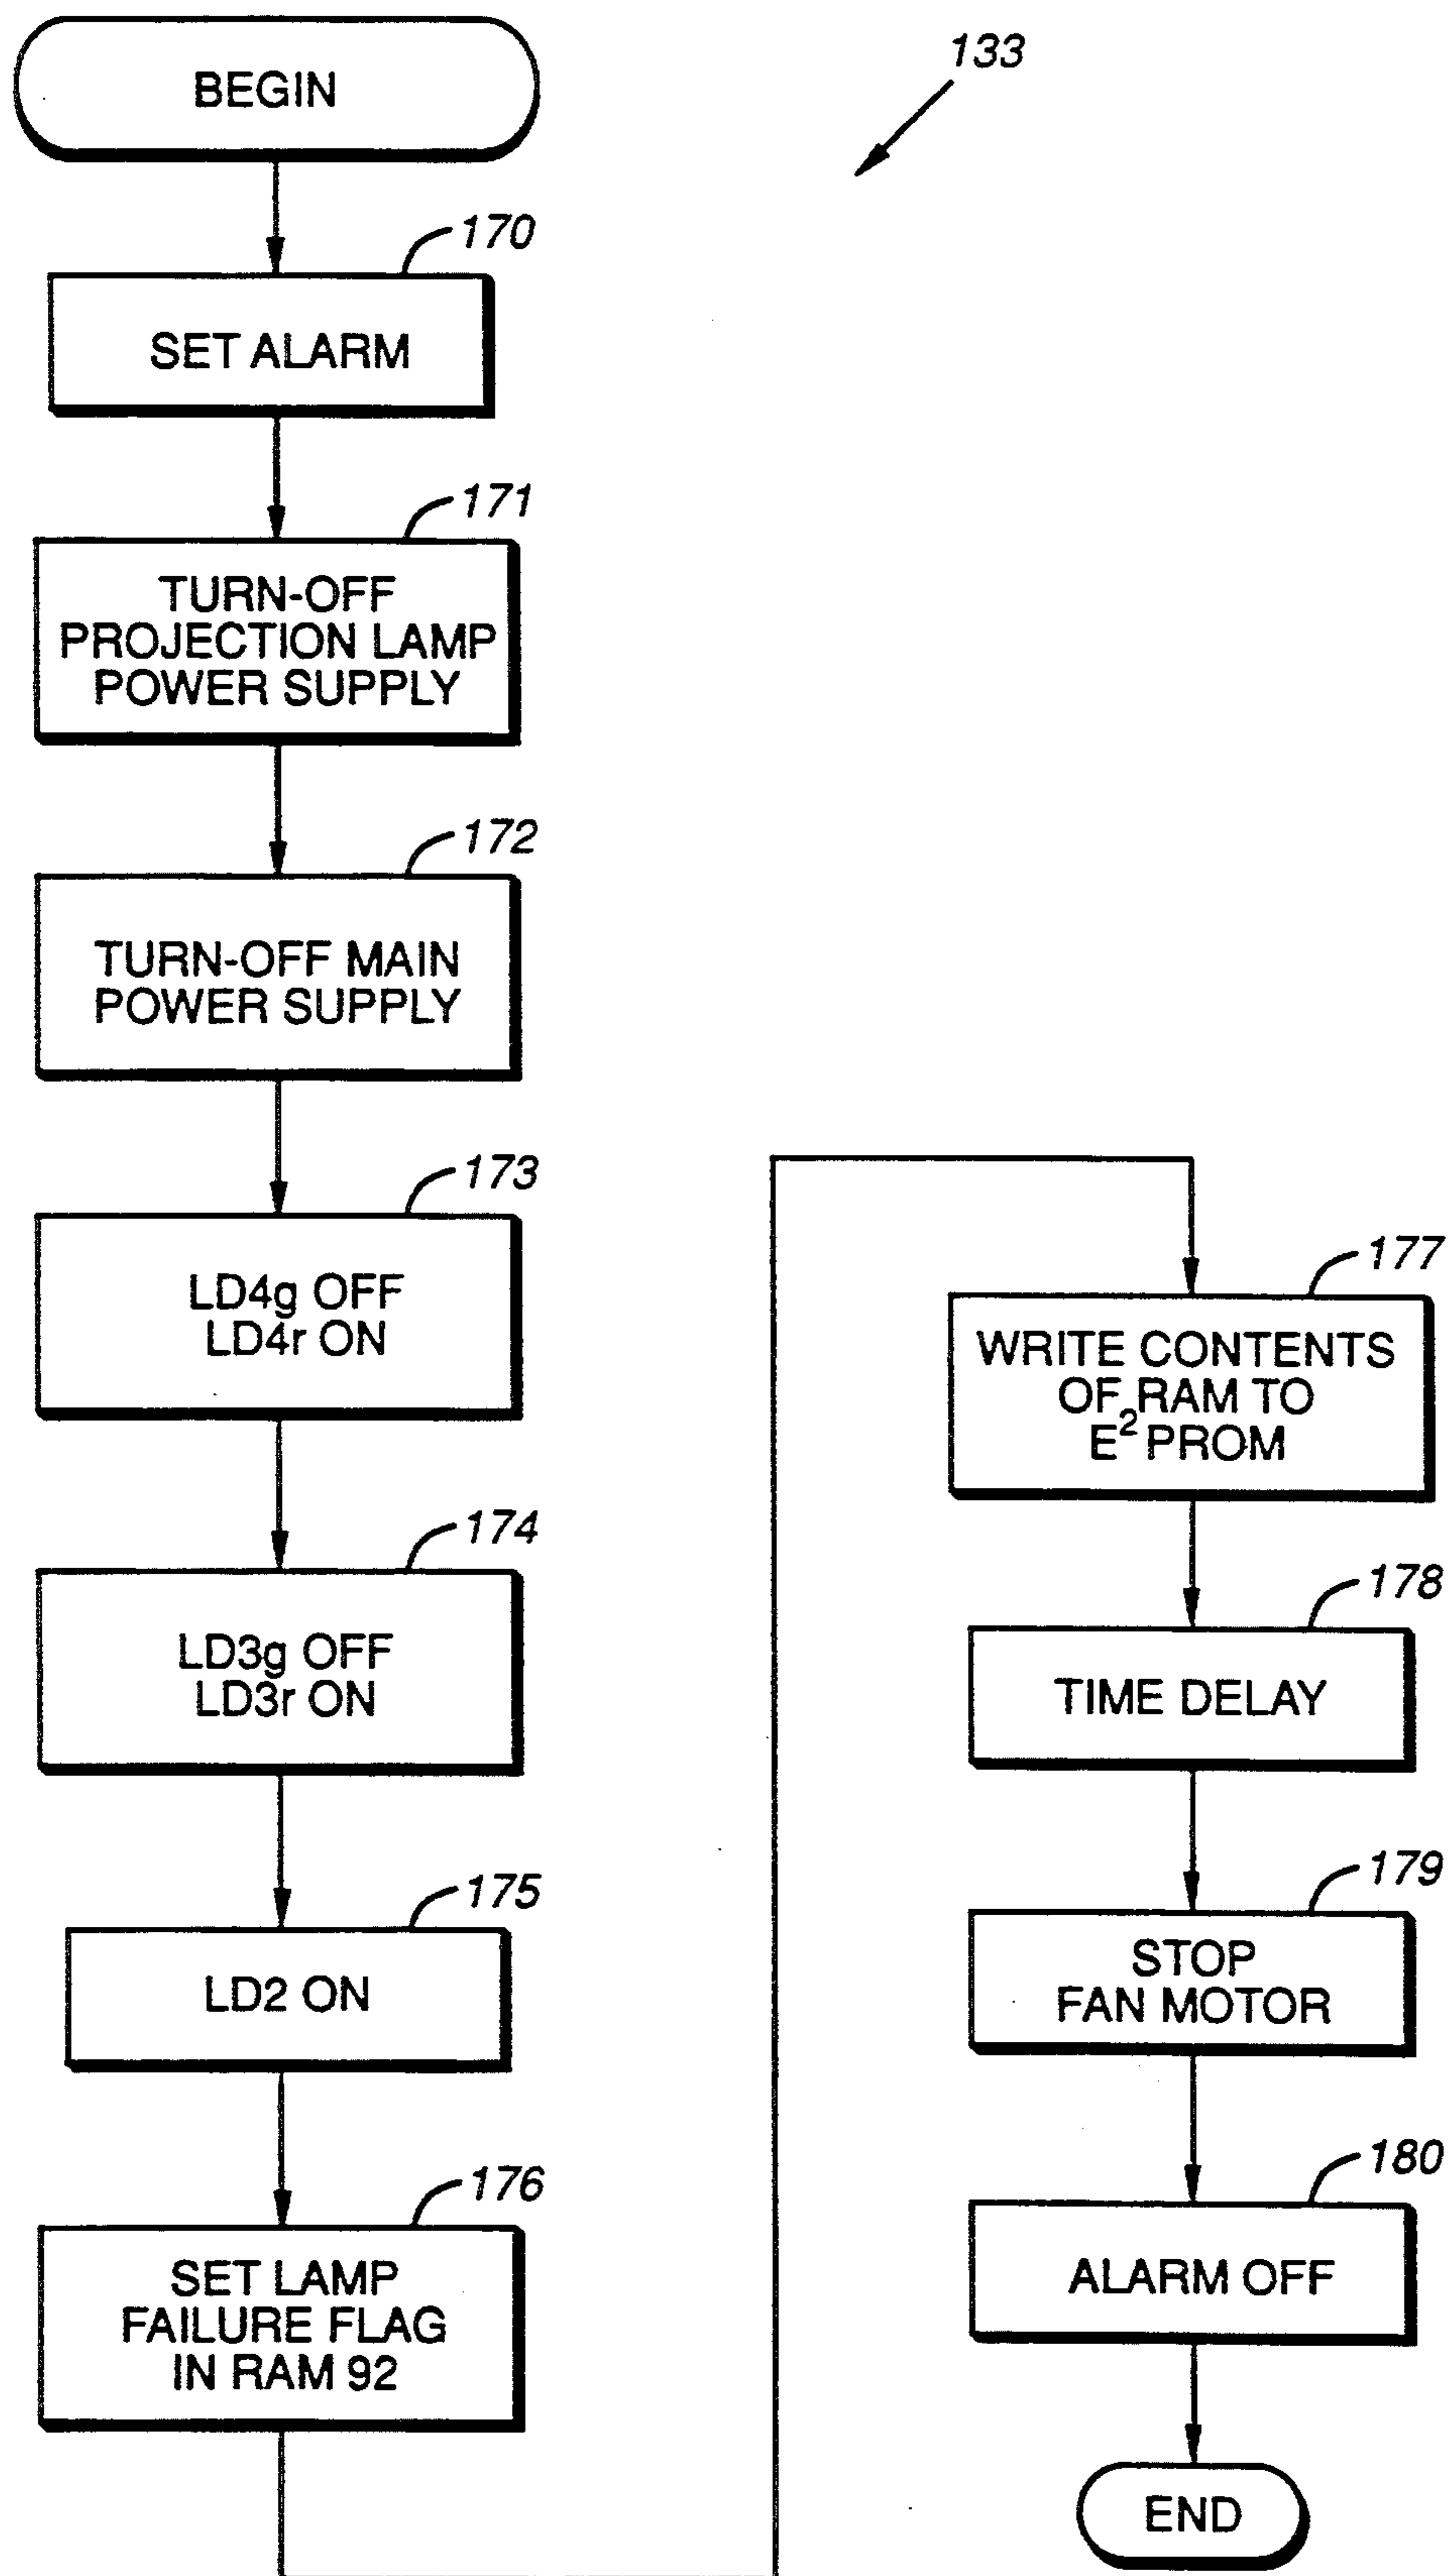 BEGIN
133
170
SET ALARM
171
TURN-OFF
PROJECTION LAMP
POWER SUPPLY
172
TURN-OFF MAIN
POWER SUPPLY
173
LD4g OFF
LD4r ON
174
LD3g OFF
LD3r ON
175
LD2 ON
176
SET LAMP
FAILURE FLAG
IN RAM 92
177
WRITE CONTENTS
OF RAM TO
E² PROM
178
TIME DELAY
179
STOP
FAN MOTOR
180
ALARM OFF
END